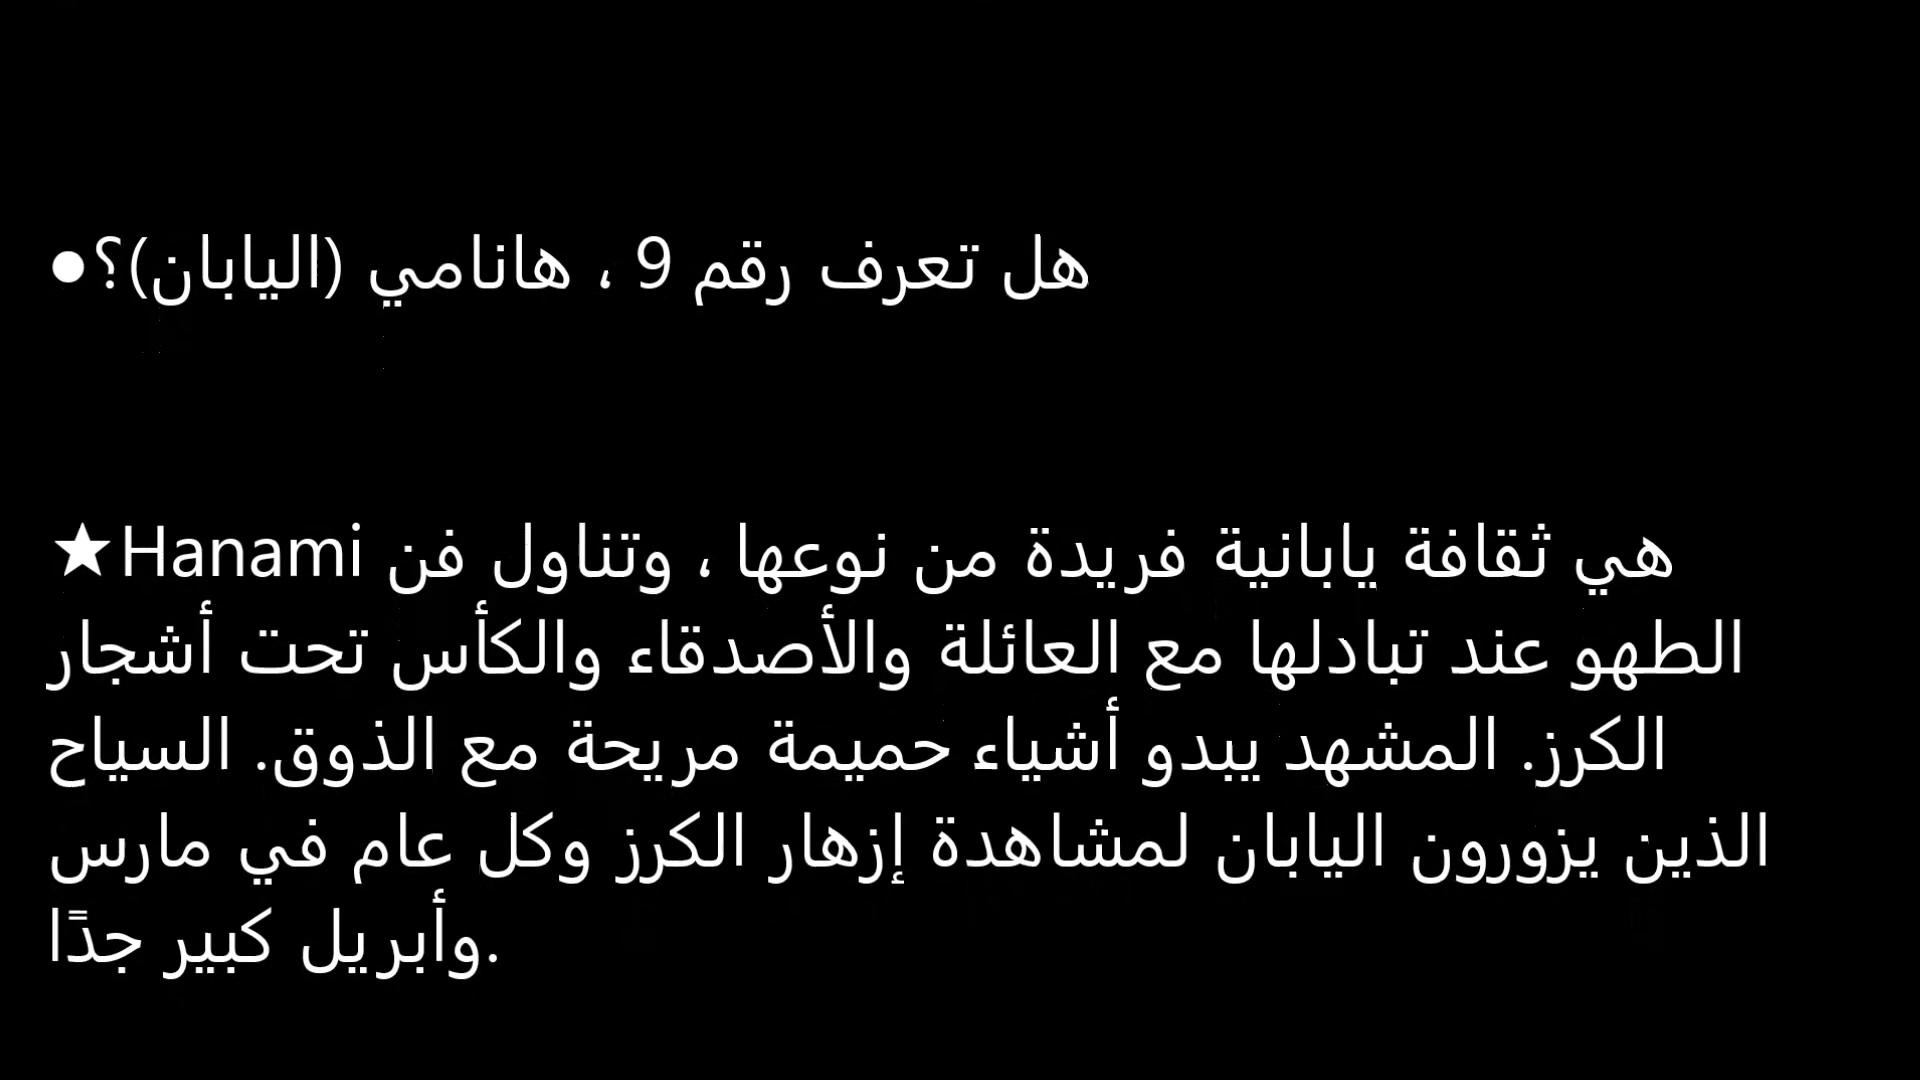 ●هل تعرف رقم 9 ، هانامي (اليابان)؟
★Hanami هي ثقافة يابانية فريدة من نوعها ، وتناول فن
الطهو عند تبادلها مع العائلة والأصدقاء والكأس تحت أشجار
الكرز. المشهد يبدو أشياء حميمة مريحة مع الذوق. السياح
الذين يزورون اليابان لمشاهدة إزهار الكرز وكل عام في مارس
وأبريل كبير جدًا.